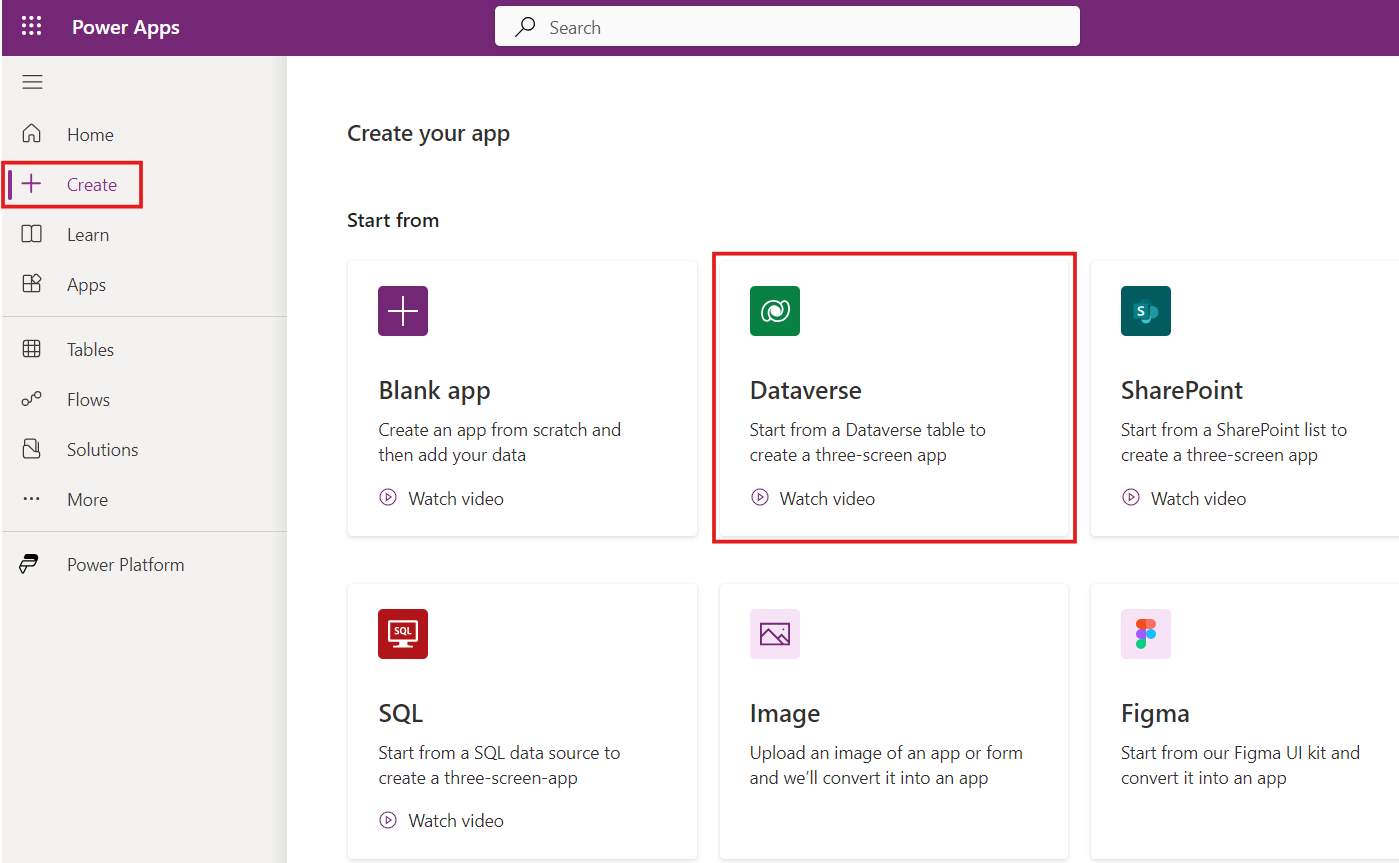 Power Apps
Search
Home
Create
Learn
Apps
Tables
Flows
Solutions
More
Power Platform
Create your app
Start from
Blank app
Create an app from scratch and
then add your data
Watch video
Dataverse
Start from a Dataverse table to
create a three-screen app
Watch video
S
SharePoint
Start from a SharePoint list to
create a three-screen app
Watch video
SQL
SQL
Start from a SQL data source to
create a three-screen-app
Watch video
Image
Upload an image of an app or form
and we’ll convert it into an app
Figma
Start from our Figma UI kit and
convert it into an app